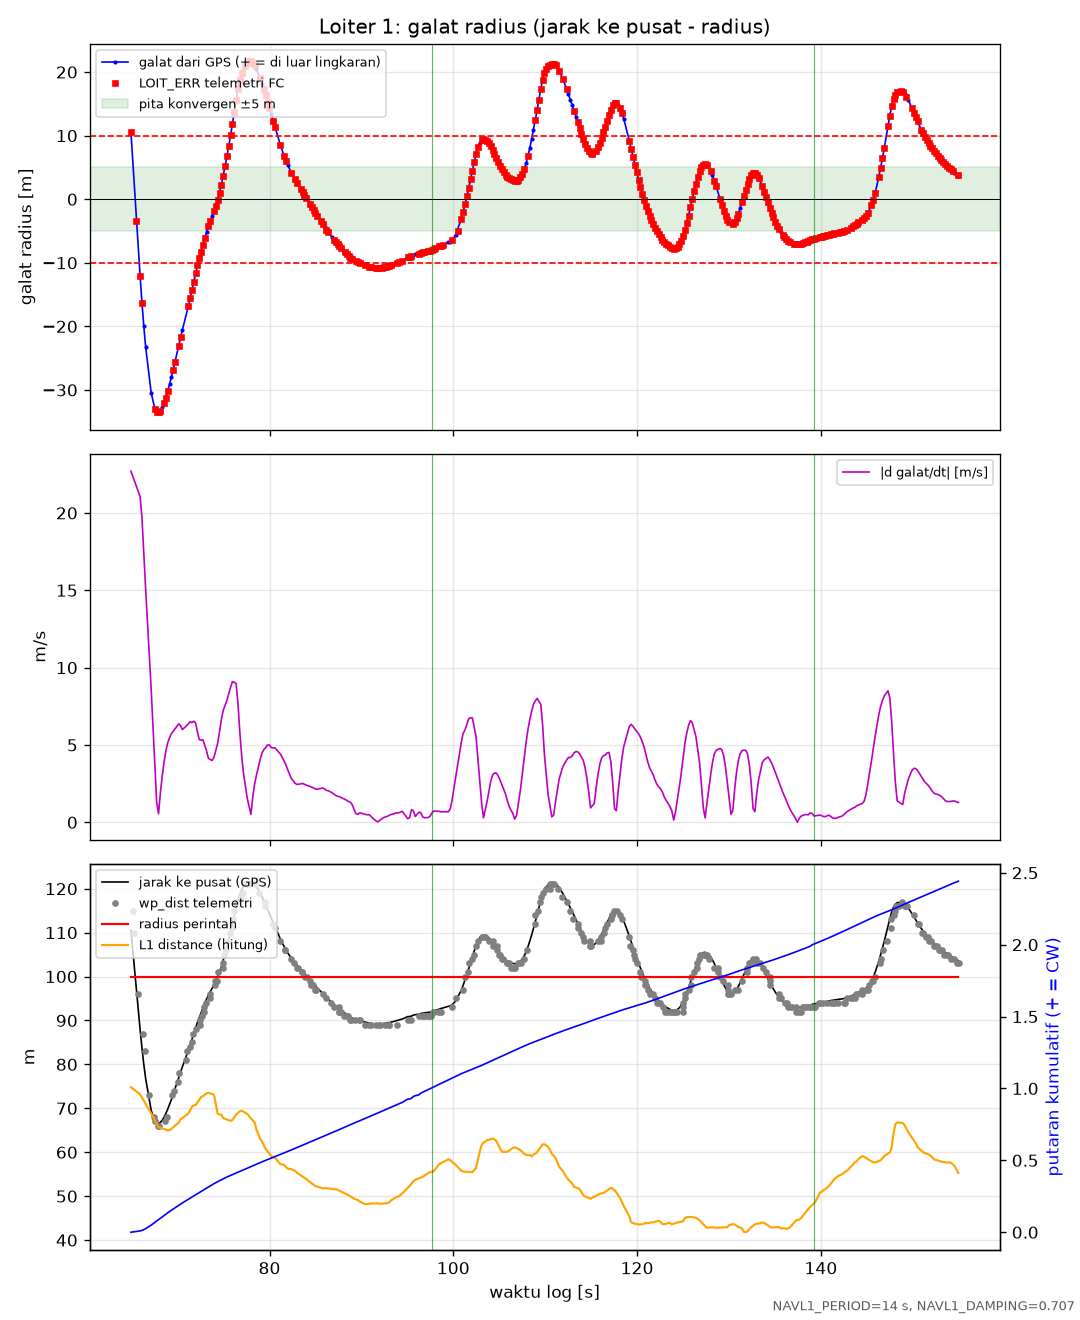 Loiter 1: galat radius (jarak ke pusat - radius)
galat dari GPS (+ = di luar lingkaran)
LOIT_ERR telemetri FC
pita konvergen ±5 m
20
10
0
−10
−20
−30
galat radius [m]
|d galat/dt| [m/s]
20
15
10
5
0
m/s
jarak ke pusat (GPS)
wp_dist telemetri
radius perintah
L1 distance (hitung)
120
110
100
90
80
70
60
50
40
m
2.5
2.0
1.5
1.0
0.5
0.0
putaran kumulatif (+ = CW)
80
100
120
140
waktu log [s]
NAVL1_PERIOD=14 s, NAVL1_DAMPING=0.707